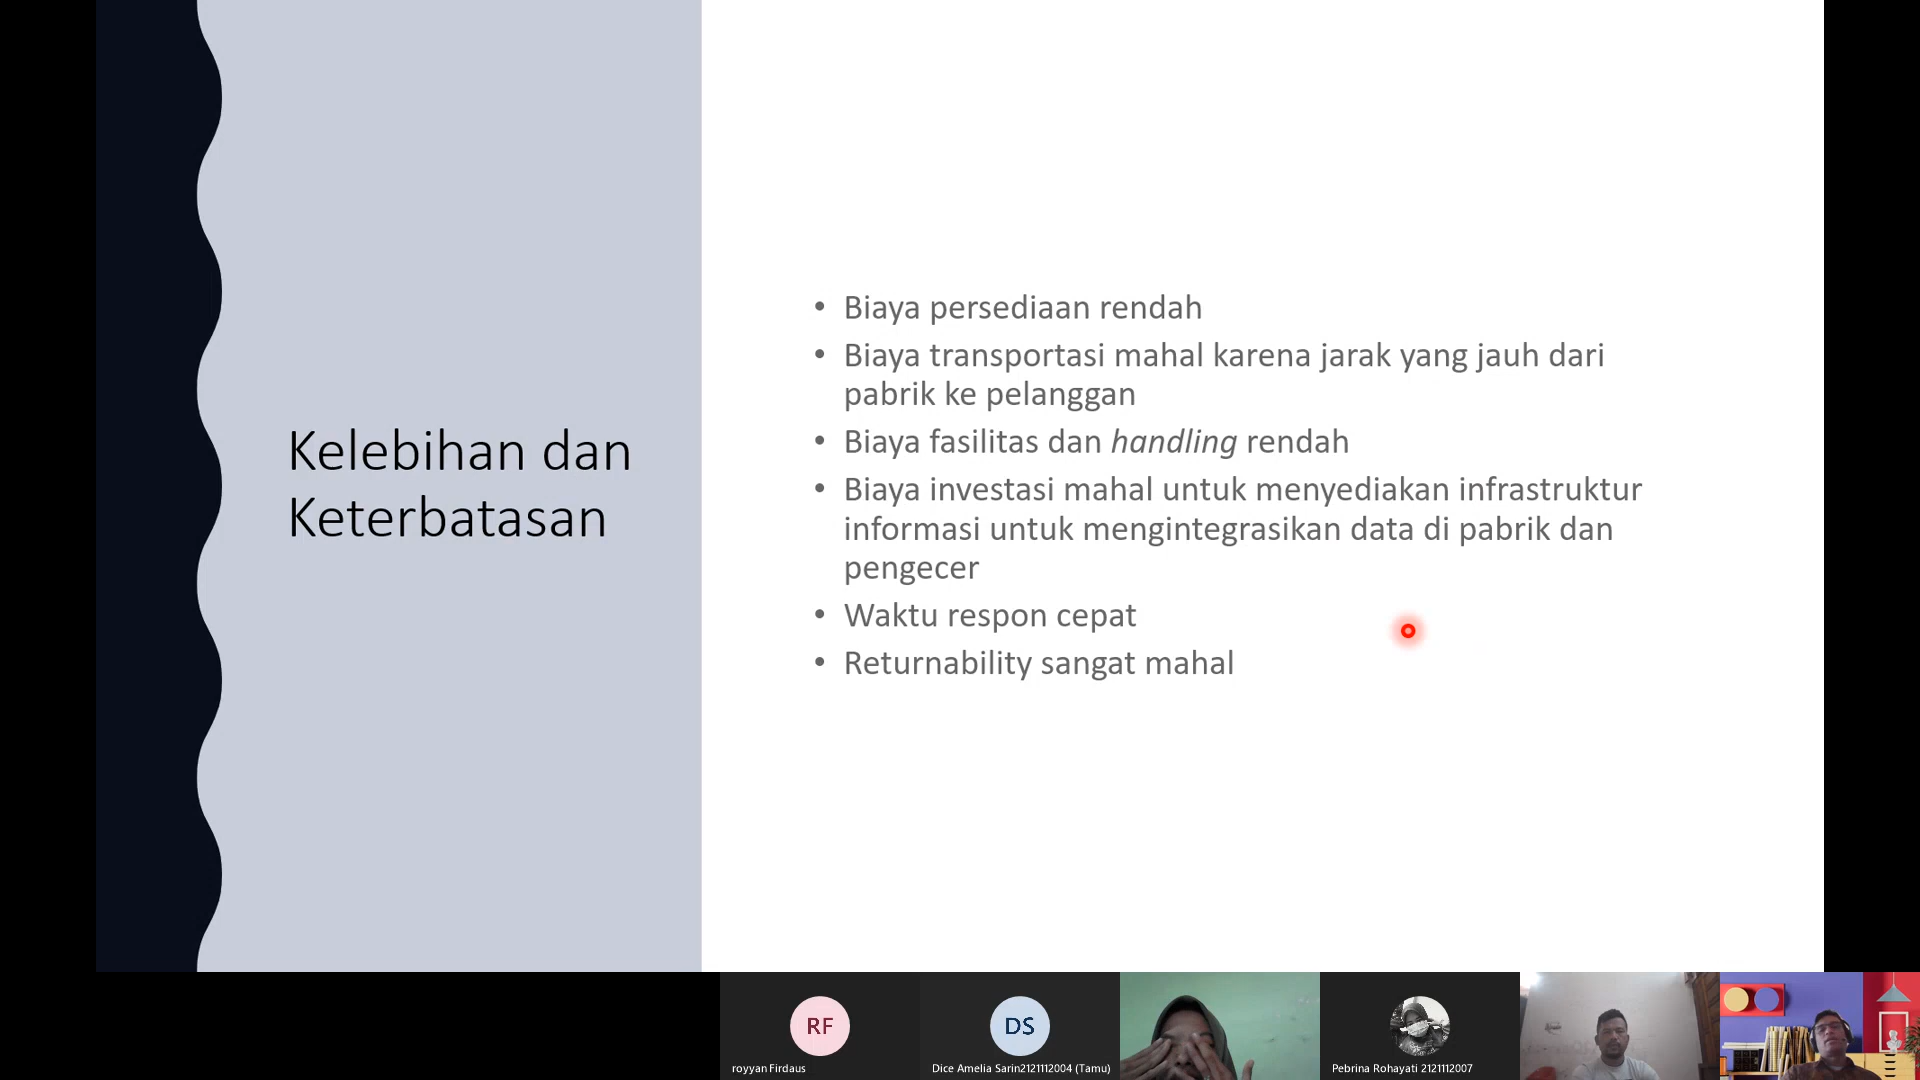 Kelebihan dan
Keterbatasan
• Biaya persediaan rendah
• Biaya transportasi mahal karena jarak yang jauh dari
pabrik ke pelanggan
• Biaya fasilitas dan handling rendah
• Biaya investasi mahal untuk menyediakan infrastruktur
informasi untuk mengintegrasikan data di pabrik dan
pengecer
• Waktu respon cepat
• Returnability sangat mahal
RF
DS
royyan Firdaus
Dice Amelia Sarin2121112004 (Tamu)
Pebrina Rohayati 2121112007